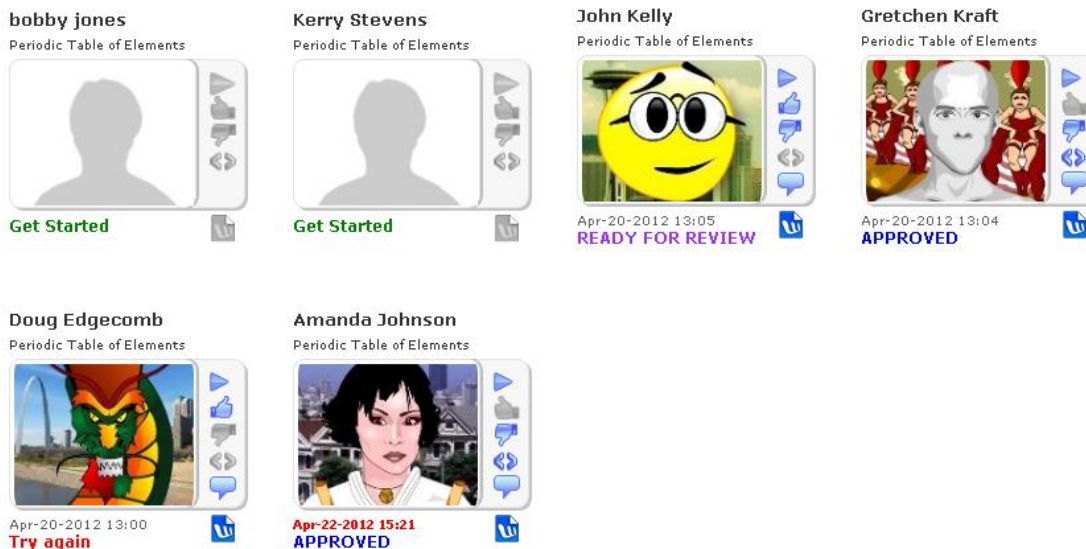 bobby jones
Periodic Table of Elements
Get Started
Kerry Stevens
Periodic Table of Elements
Get Started
John Kelly
Periodic Table of Elements
Apr-20-2012 13:05
READY FOR REVIEW
Gretchen Kraft
Periodic Table of Elements
Apr-20-2012 13:04
APPROVED
Doug Edgecomb
Periodic Table of Elements
Apr-20-2012 13:00
Try again
Amanda Johnson
Periodic Table of Elements
Apr-22-2012 15:21
APPROVED